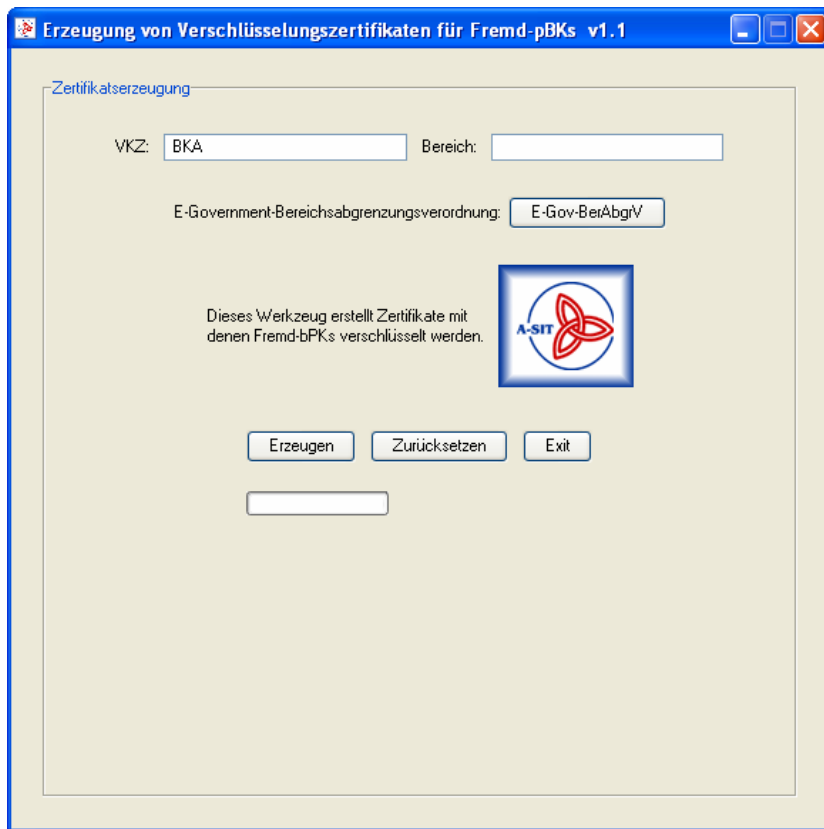 Erzeugung von Verschlüsselungszertifikaten für Fremd-pBKs v1.1
Zertifikatserzeugung
VKZ: BKA Bereich:
E-Government-Bereichsabgrenzungsverordnung: E-Gov-BerAbgrV
Dieses Werkzeug erstellt Zertifikate mit
denen Fremd-bPKs verschlüsselt werden.
A-SIT
Erzeugen Zurücksetzen Exit